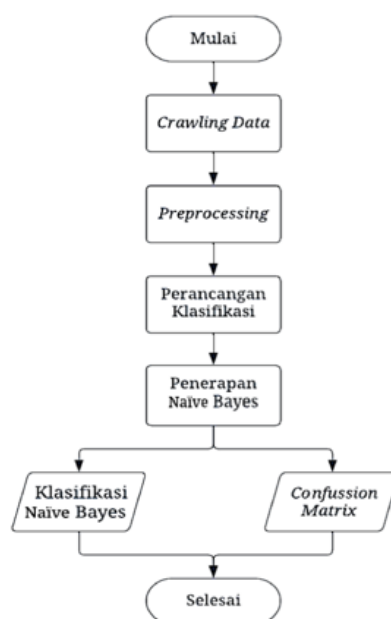 Mulai
Crawling Data
Preprocessing
Perancangan
Klasifikasi
Penerapan
Naïve Bayes
Klasifikasi
Naïve Bayes
Confussion
Matrix
Selesai